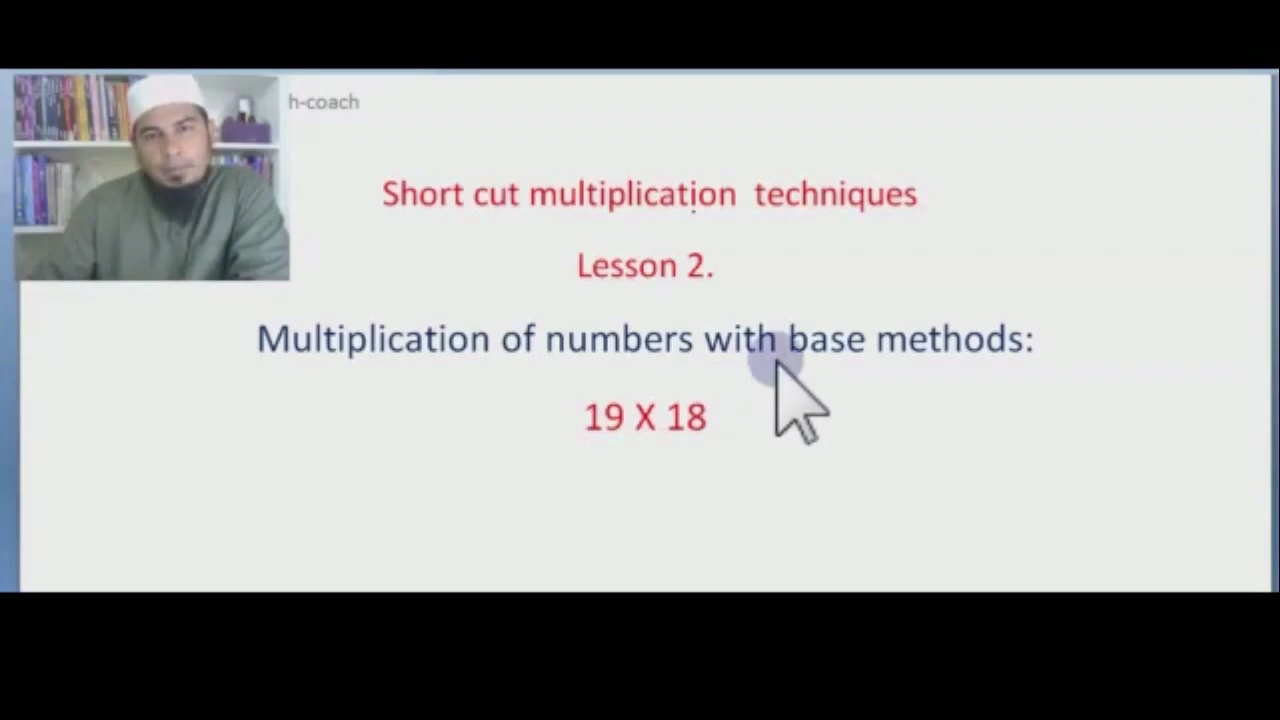 h-coach
Short cut multiplication techniques
Lesson 2.
Multiplication of numbers with base methods:
19 X 18